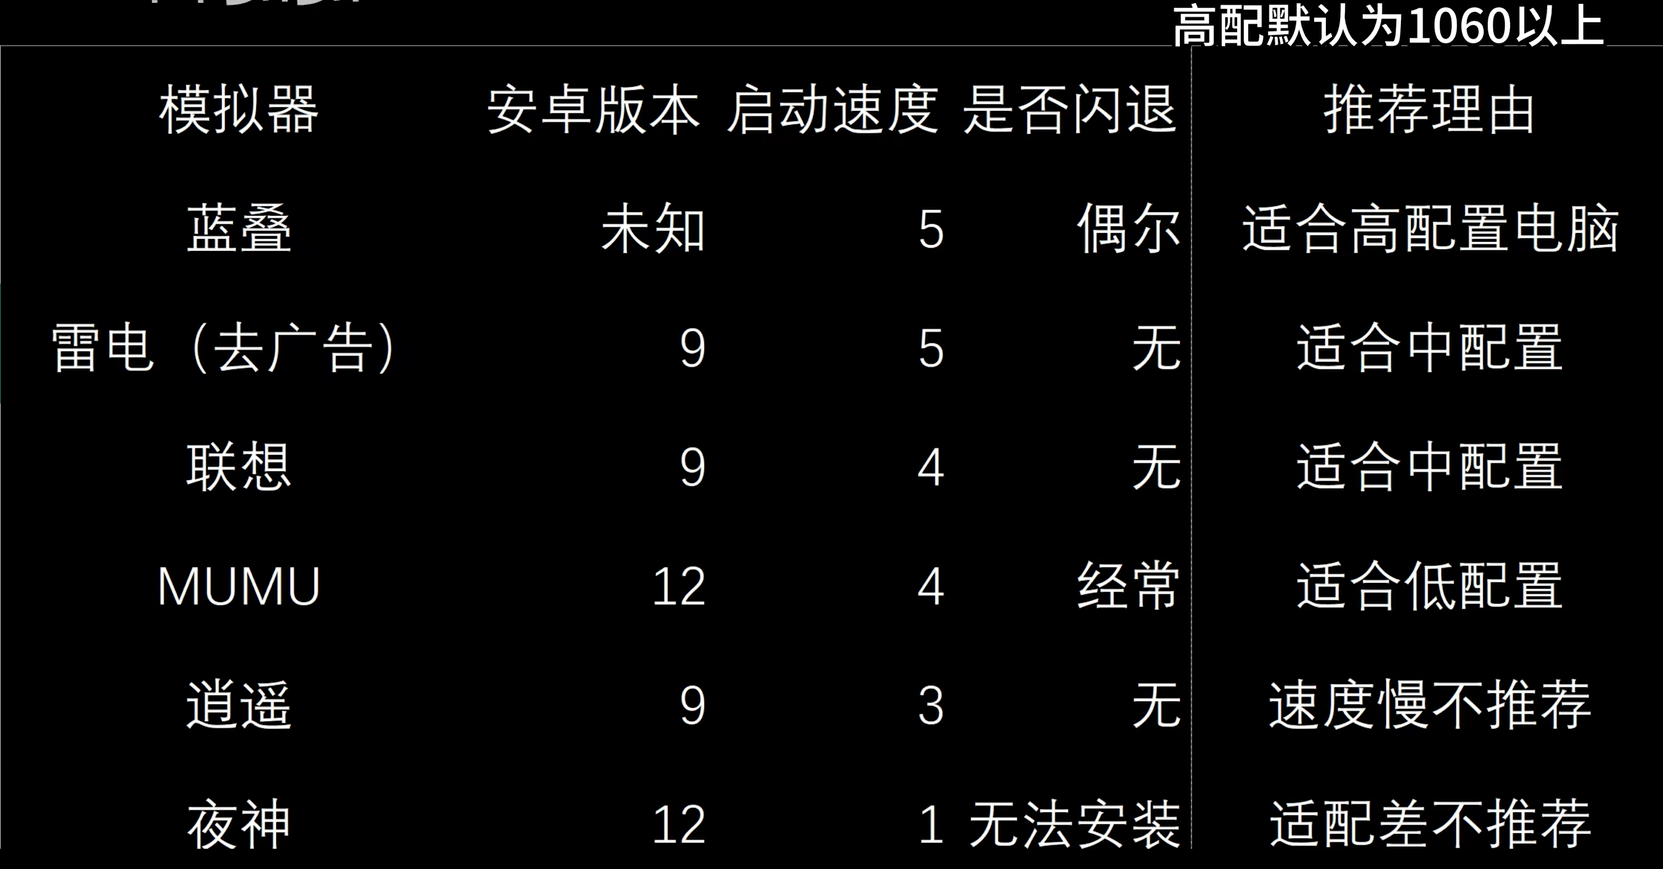 高配默认为1060以上
模拟器 安卓版本 启动速度 是否闪退 推荐理由
蓝叠 未知 5 偶尔 适合高配置电脑
雷电（去广告） 9 5 无 适合中配置
联想 9 4 无 适合中配置
MUMU 12 4 经常 适合低配置
逍遥 9 3 无 速度慢不推荐
夜神 12 1 无法安装 适配差不推荐